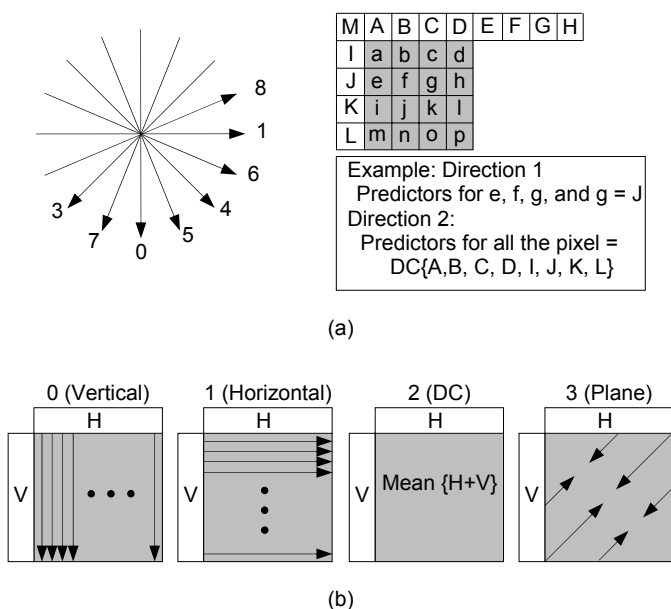 8
1
6
4
5
0
7
3
M A B C D E F G H
I a b c d
J e f g h
K i j k l
L m n o p
Example: Direction 1
Predictors for e, f, g, and g = J
Direction 2:
Predictors for all the pixel =
DC{A,B, C, D, I, J, K, L}
(a)
0 (Vertical) 1 (Horizontal) 2 (DC) 3 (Plane)
H H H H
V V V Mean {H+V} V
(b)